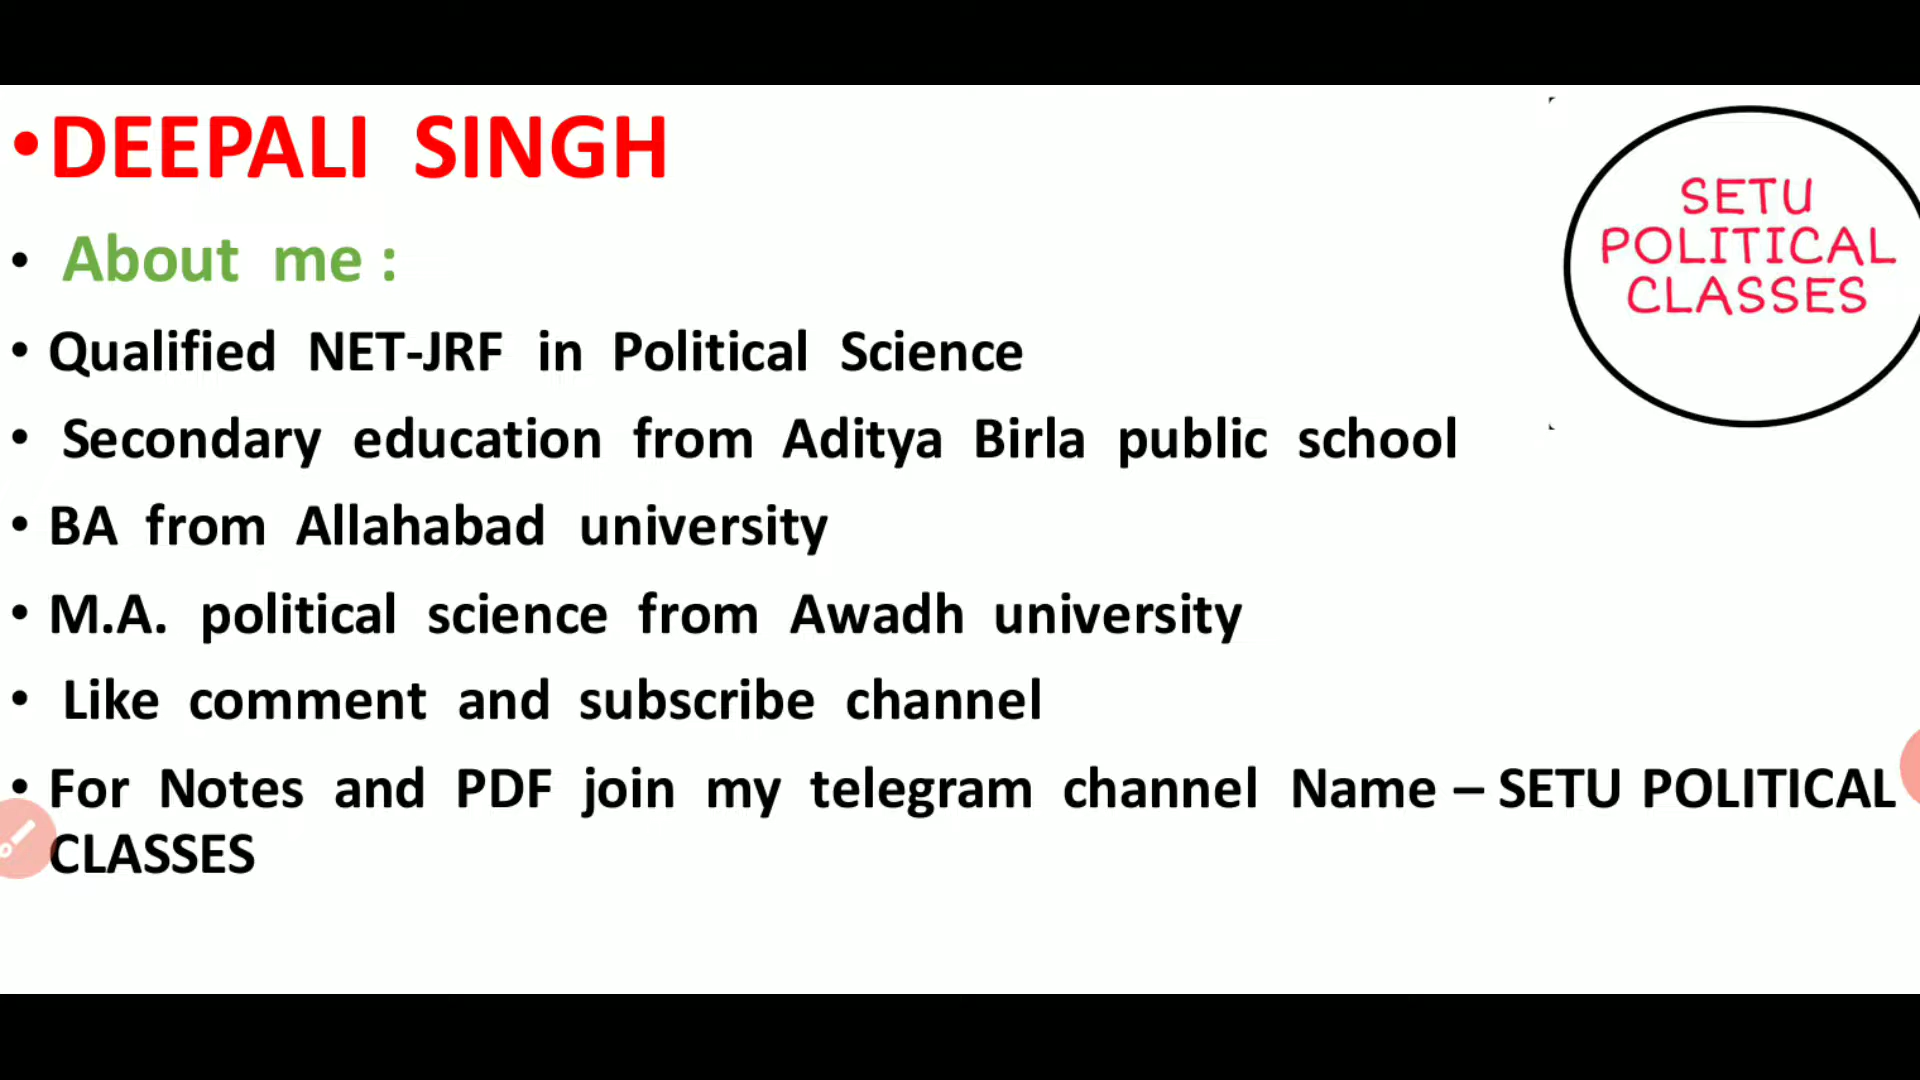 •DEEPALI SINGH
• About me :
• Qualified NET-JRF in Political Science
• Secondary education from Aditya Birla public school
• BA from Allahabad university
• M.A. political science from Awadh university
• Like comment and subscribe channel
• For Notes and PDF join my telegram channel Name – SETU POLITICAL
CLASSES
SETU
POLITICAL
CLASSES